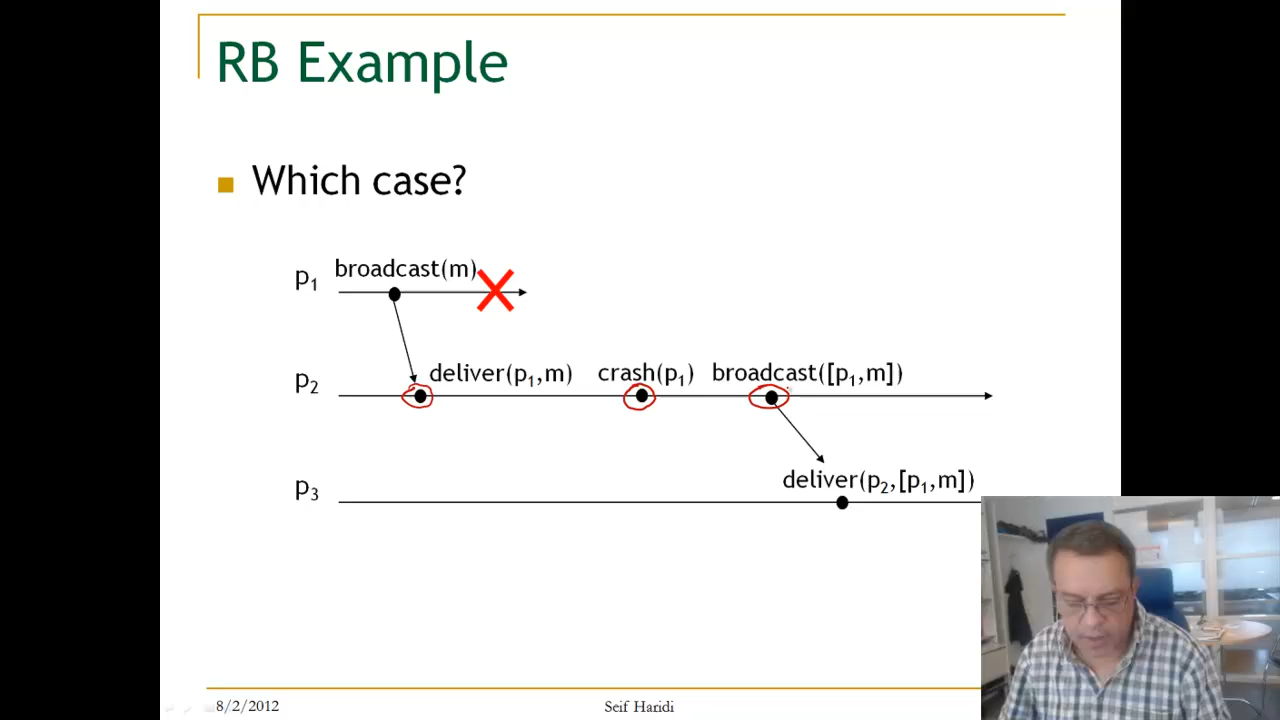 RB Example
Which case?
p1 broadcast(m)
p2 deliver(p1,m) crash(p1) broadcast([p1,m])
p3 deliver(p2,[p1,m])
8/2/2012 Seif Haridi